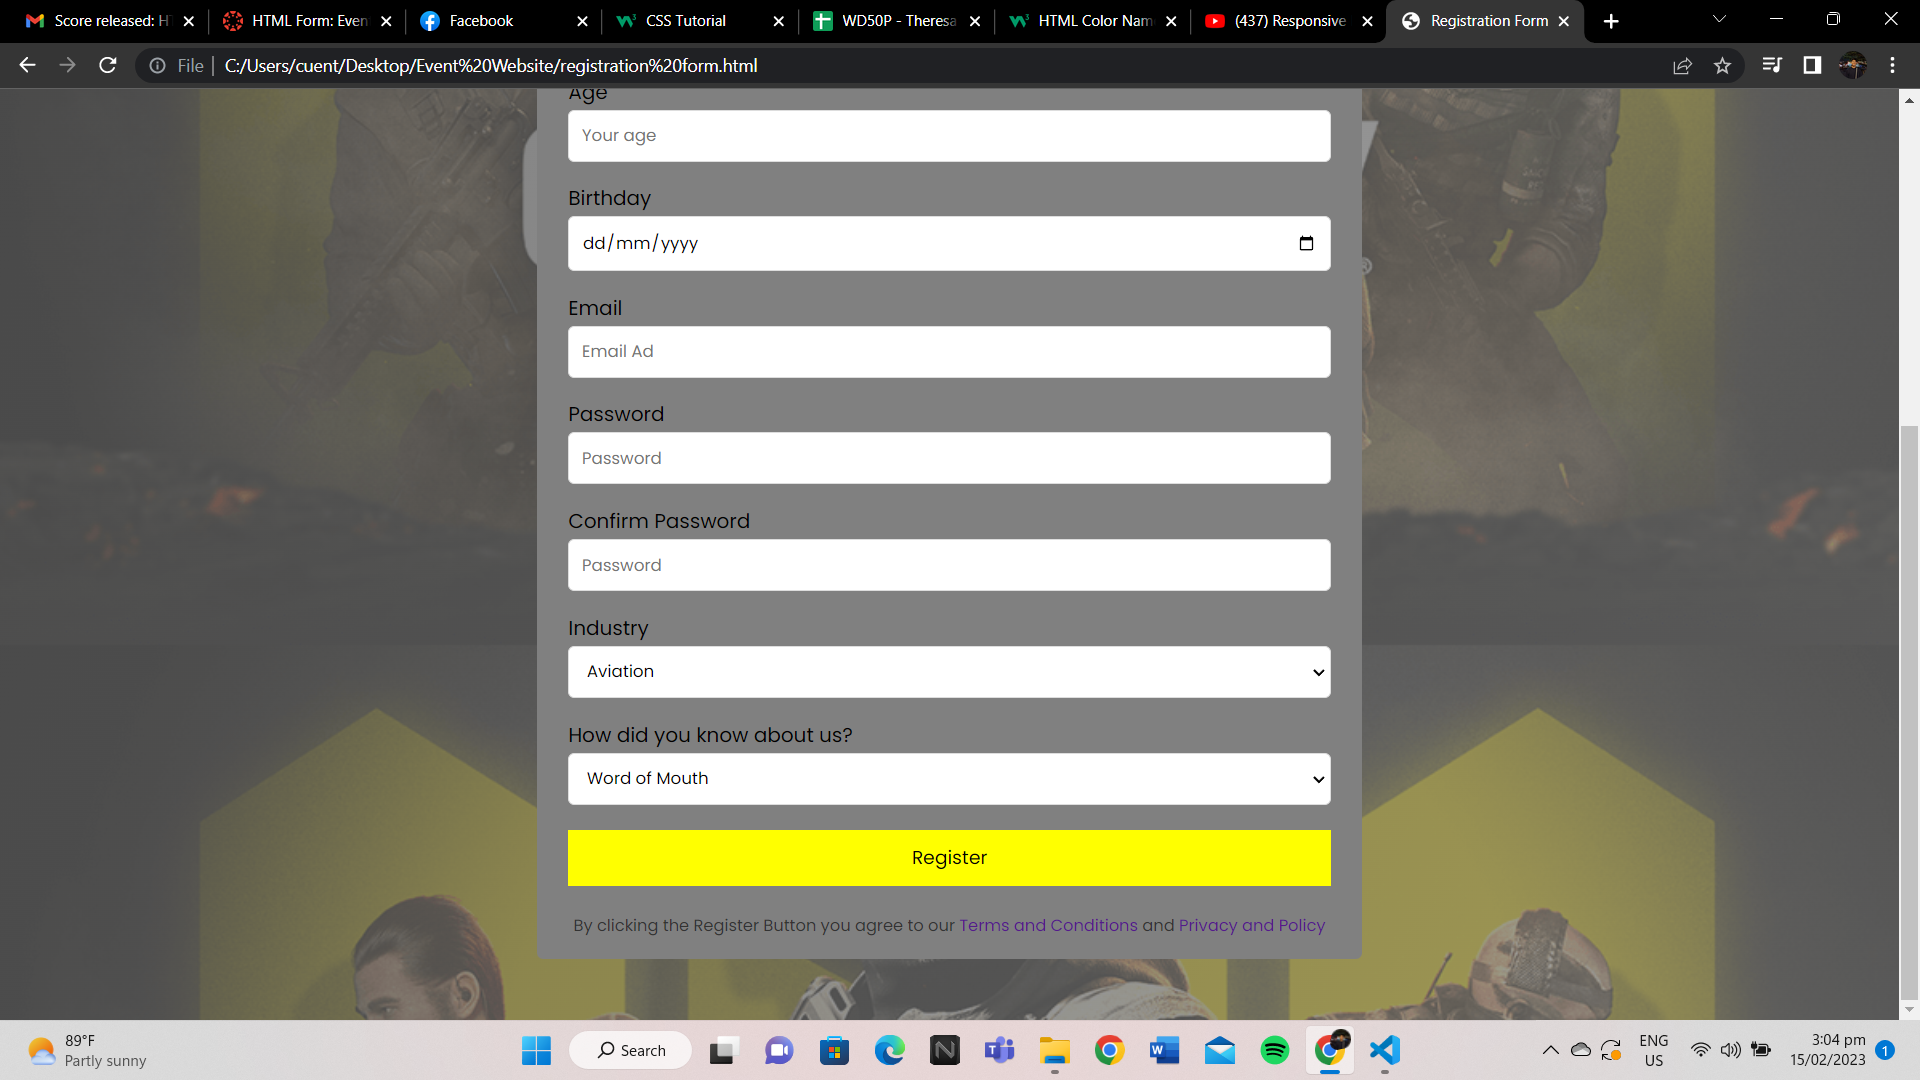 Score released: H
HTML Form: Even
Facebook
CSS Tutorial
WD50P - Theresa
HTML Color Nam
(437) Responsive
Registration Form
File
C:/Users/cuent/Desktop/Event%20Website/registration%20form.html
Age
Your age
Birthday
dd/mm/yyyy
Email
Email Ad
Password
Password
Confirm Password
Password
Industry
Aviation
How did you know about us?
Word of Mouth
Register
By clicking the Register Button you agree to our Terms and Conditions and Privacy and Policy
89°F
Partly sunny
Search
ENG
US
3:04 pm
15/02/2023
1